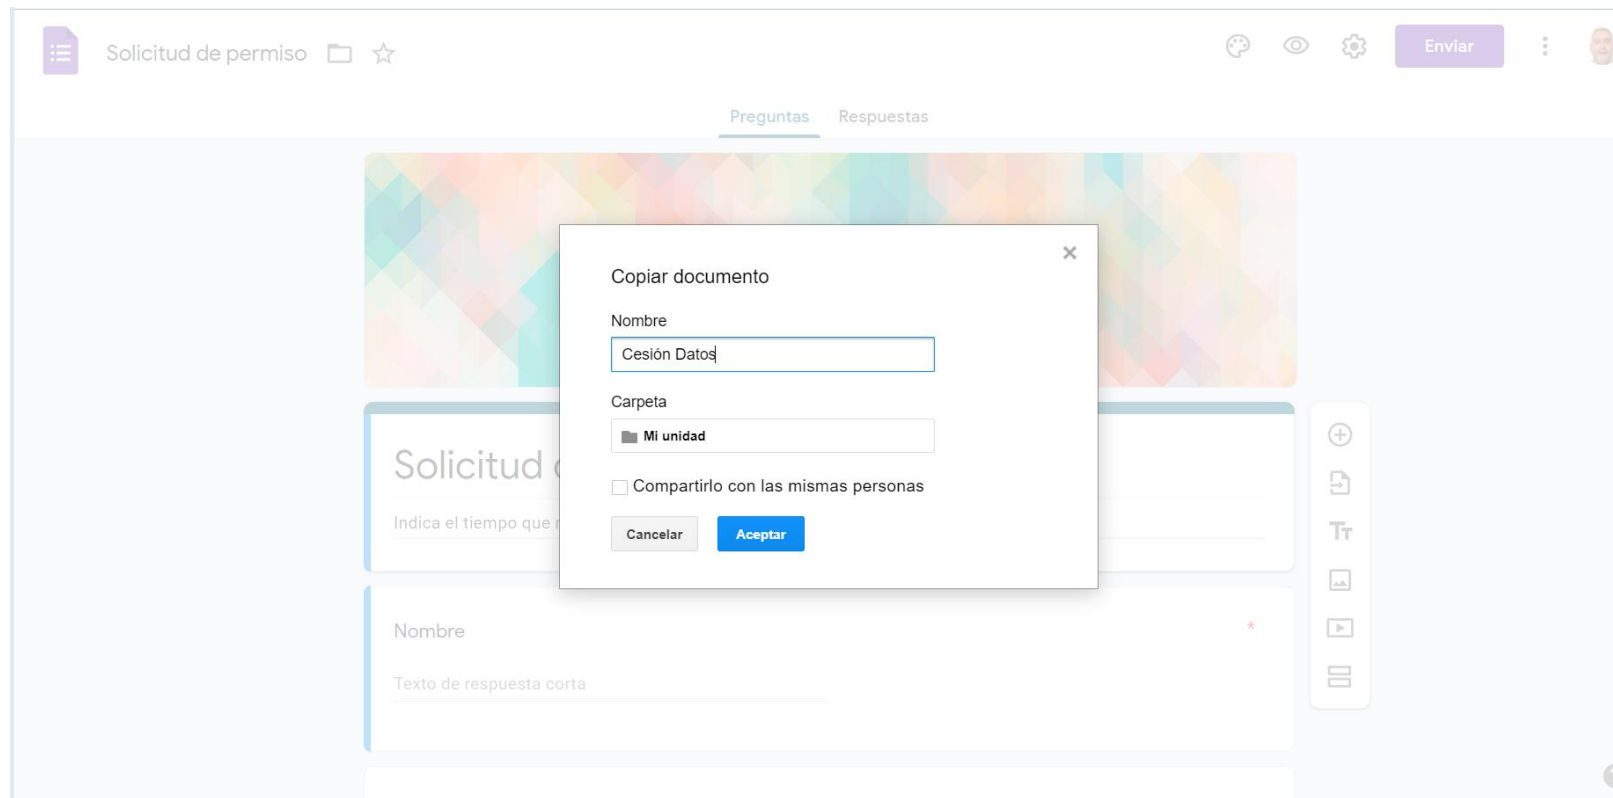 Solicitud de permiso
Enviar
Preguntas Respuestas
Copiar documento
Nombre
Cesión Datos
Carpeta
Mi unidad
Compartirlo con las mismas personas
Cancelar Aceptar
Solicitud
Indica el tiempo que
Nombre *
Texto de respuesta corta